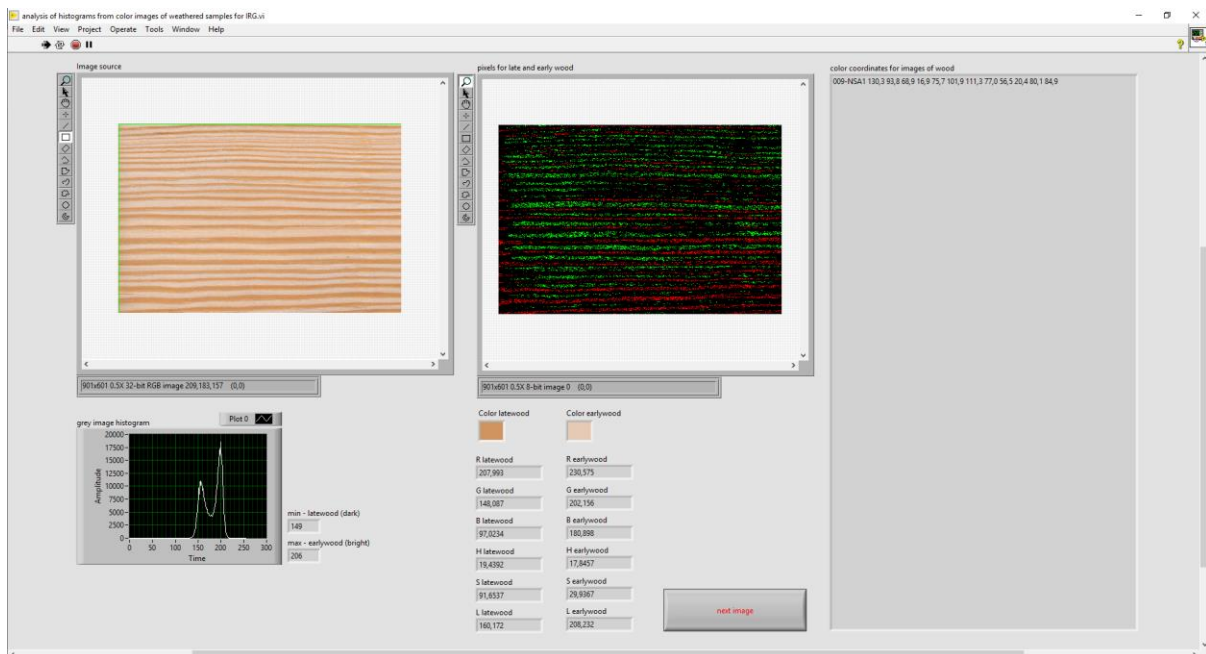 analysis of histograms from color images of weathered samples for IRG.vi
File Edit View Project Operate Tools Window Help
Image source
pixels for late and early wood
color coordinates for images of wood
009-NSA1 130,3 93,8 68,9 16,9 75,7 101,9 111,3 77,0 56,5 20,4 80,1 84,9
901x601 0.5X 32-bit RGB image 209,183,157 (0,0)
901x601 0.5X 8-bit image 0 (0,0)
grey image histogram
Plot 0
20000
17500
15000
12500
10000
7500
5000
2500
0
Amplitude
0 50 100 150 200 250 300
Time
min - latewood (dark)
149
max - earlywood (bright)
206
Color latewood Color earlywood
R latewood R earlywood
207,993 230,575
G latewood G earlywood
148,087 202,156
B latewood B earlywood
97,0234 180,898
H latewood H earlywood
19,4392 17,8457
S latewood S earlywood
91,6537 29,9367
L latewood L earlywood
160,172 208,232
next image